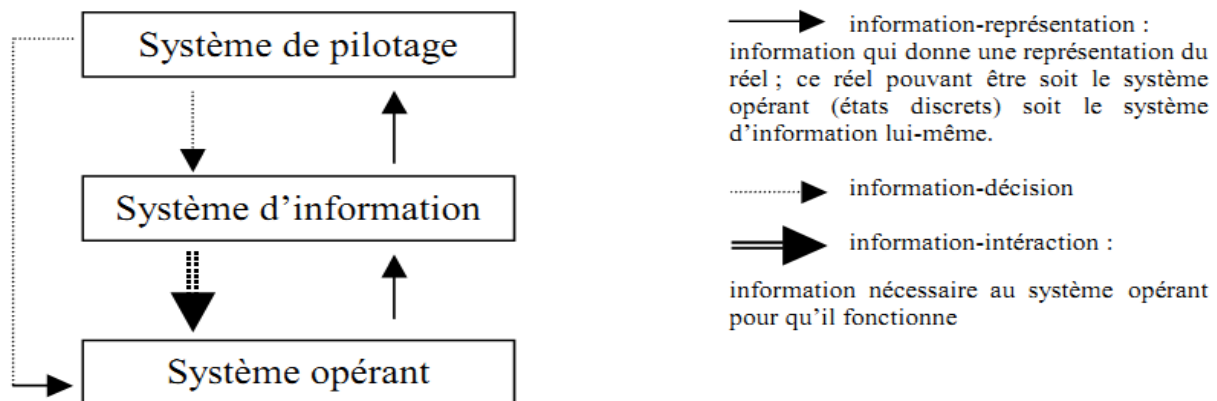 Système de pilotage
Système d'information
Système opérant
information-représentation :
information qui donne une représentation du
réel ; ce réel pouvant être soit le système
opérant (états discrets) soit le système
d'information lui-même.
information-décision
information-intéraction :
information nécessaire au système opérant
pour qu'il fonctionne